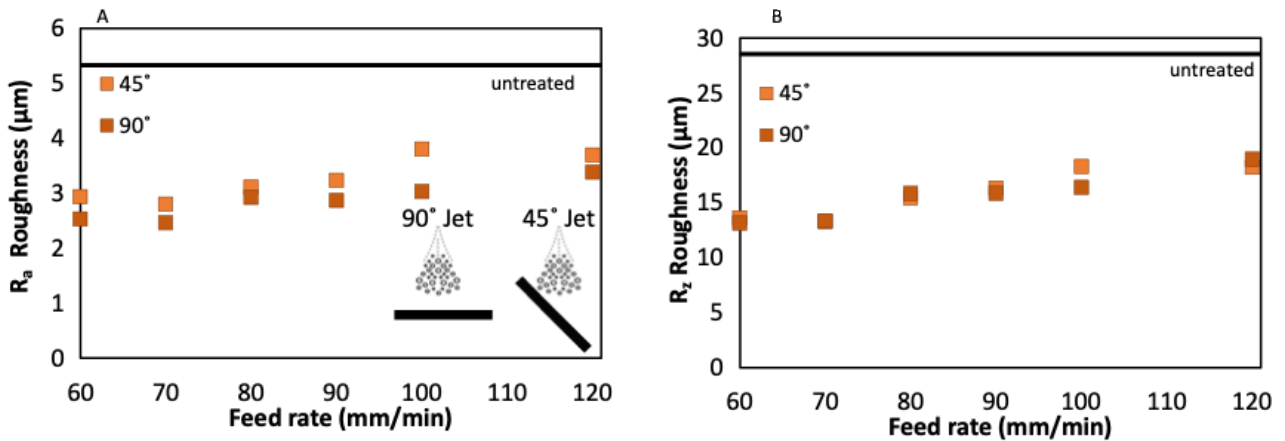 A
6
5
4
3
2
1
0
Ra Roughness (µm)
untreated
45°
90°
90° Jet
45° Jet
60 70 80 90 100 110 120
Feed rate (mm/min)
B
30
25
20
15
10
5
0
Rz Roughness (µm)
untreated
45°
90°
60 70 80 90 100 110 120
Feed rate (mm/min)